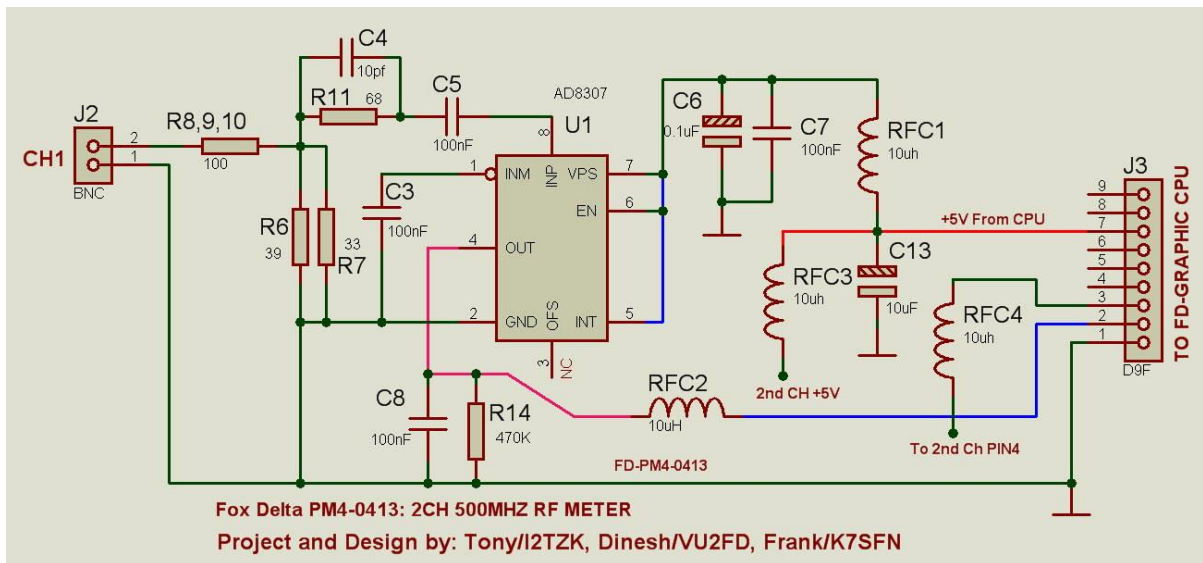 C4
10pf
R11
68
C5
100nF
AD8307
U1
J2
R8,9,10
100
CH1
2
1
BNC
R6
39
33
R7
C3
100nF
1
INM
8
INP
VPS
7
EN
6
4
OUT
2
GND
OFS
INT
5
3
NC
C6
0.1uF
C7
100nF
RFC1
10uh
+5V From CPU
RFC3
10uh
C13
10uF
2nd CH +5V
RFC4
10uh
To 2nd Ch PIN4
J3
9
8
7
6
5
4
3
2
1
D9F
TO FD-GRAPHIC CPU
C8
100nF
R14
470K
RFC2
10uH
FD-PM4-0413
Fox Delta PM4-0413: 2CH 500MHZ RF METER
Project and Design by: Tony/I2TZK, Dinesh/VU2FD, Frank/K7SFN